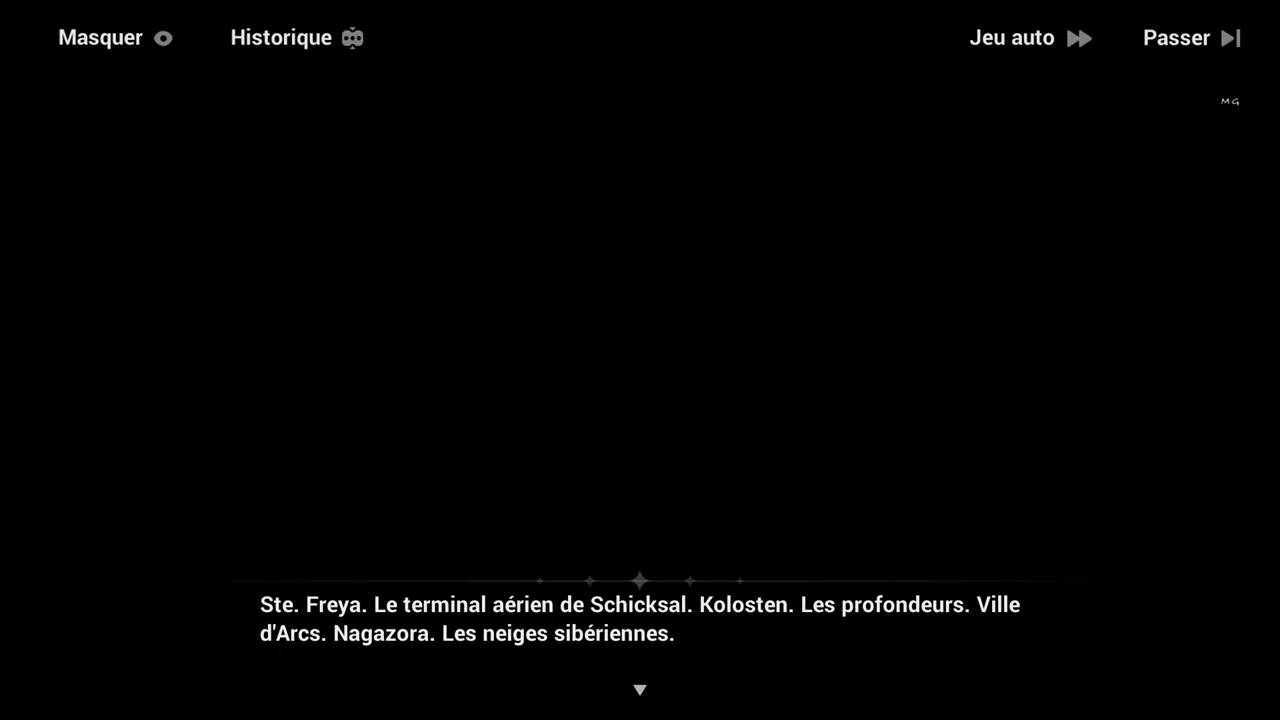 Masquer Historique Jeu auto Passer
MG
Ste. Freya. Le terminal aérien de Schicksal. Kolosten. Les profondeurs. Ville
d'Arcs. Nagazora. Les neiges sibériennes.